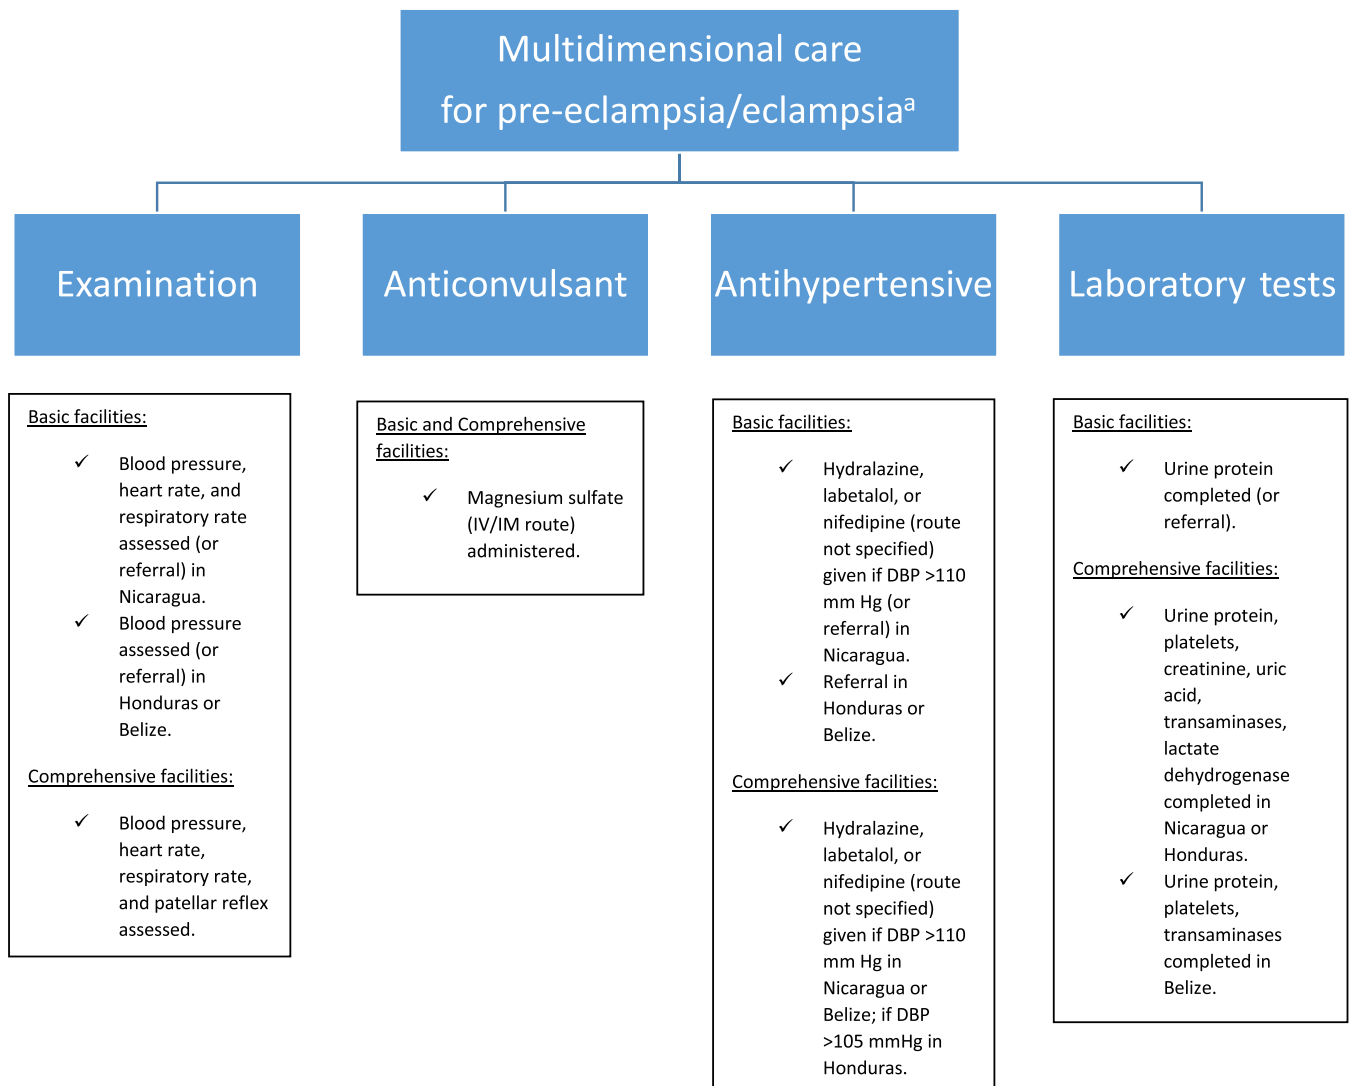 Multidimensional care
for pre-eclampsia/eclampsiaᵃ
Examination
Anticonvulsant
Antihypertensive
Laboratory tests
Basic facilities:
✓ Blood pressure,
heart rate, and
respiratory rate
assessed (or
referral) in
Nicaragua.
✓ Blood pressure
assessed (or
referral) in
Honduras or
Belize.
Comprehensive facilities:
✓ Blood pressure,
heart rate,
respiratory rate,
and patellar reflex
assessed.
Basic and Comprehensive
facilities:
✓ Magnesium sulfate
(IV/IM route)
administered.
Basic facilities:
✓ Hydralazine,
labetalol, or
nifedipine (route
not specified)
given if DBP >110
mm Hg (or
referral) in
Nicaragua.
✓ Referral in
Honduras or
Belize.
Comprehensive facilities:
✓ Hydralazine,
labetalol, or
nifedipine (route
not specified)
given if DBP >110
mm Hg in
Nicaragua or
Belize; if DBP
>105 mmHg in
Honduras.
Basic facilities:
✓ Urine protein
completed (or
referral).
Comprehensive facilities:
✓ Urine protein,
platelets,
creatinine, uric
acid,
transaminases,
lactate
dehydrogenase
completed in
Nicaragua or
Honduras.
✓ Urine protein,
platelets,
transaminases
completed in
Belize.